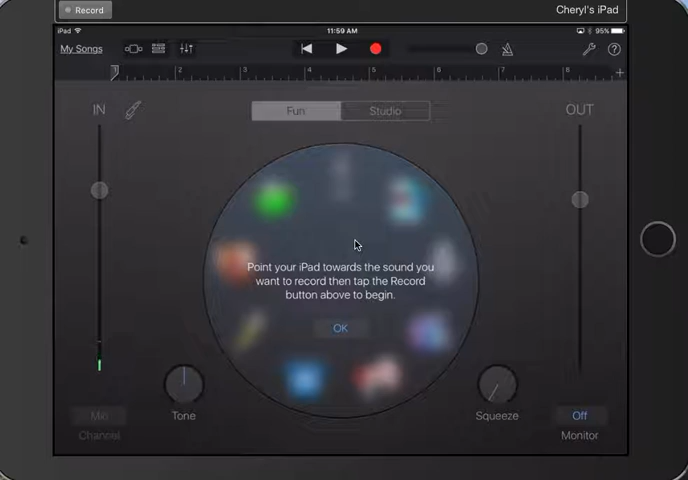 Record
Cheryl's iPad
iPad
11:59 AM
95%
My Songs
1 2 3 4 5 6 7 8 +
IN
Fun
Studio
OUT
Point your iPad towards the sound you
want to record then tap the Record
button above to begin.
OK
Tone
Squeeze
Mic
Off
Channel
Monitor